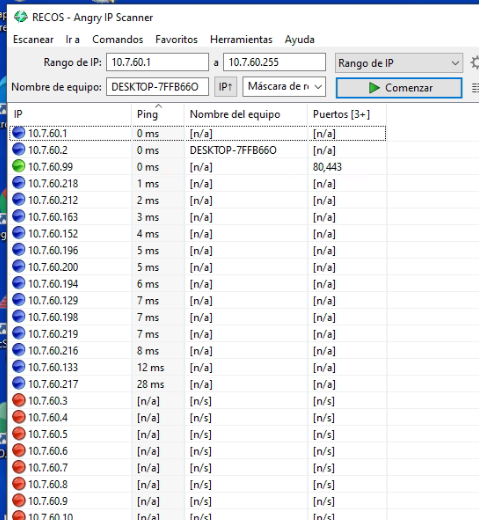 RECOS - Angry IP Scanner
Escanear Ir a Comandos Favoritos Herramientas Ayuda
Rango de IP: 10.7.60.1 a 10.7.60.255 Rango de IP
Nombre de equipo: DESKTOP-7FFB66O IP↑ Máscara de r Comenzar
IP Ping Nombre del equipo Puertos [3+]
10.7.60.1 0 ms [n/a] [n/a]
10.7.60.2 0 ms DESKTOP-7FFB66O [n/a]
10.7.60.99 0 ms [n/a] 80,443
10.7.60.218 1 ms [n/a] [n/a]
10.7.60.212 2 ms [n/a] [n/a]
10.7.60.163 3 ms [n/a] [n/a]
10.7.60.152 4 ms [n/a] [n/a]
10.7.60.196 5 ms [n/a] [n/a]
10.7.60.200 5 ms [n/a] [n/a]
10.7.60.194 6 ms [n/a] [n/a]
10.7.60.129 7 ms [n/a] [n/a]
10.7.60.198 7 ms [n/a] [n/a]
10.7.60.219 7 ms [n/a] [n/a]
10.7.60.216 8 ms [n/a] [n/a]
10.7.60.133 12 ms [n/a] [n/a]
10.7.60.217 28 ms [n/a] [n/a]
10.7.60.3 [n/a] [n/s] [n/s]
10.7.60.4 [n/a] [n/s] [n/s]
10.7.60.5 [n/a] [n/s] [n/s]
10.7.60.6 [n/a] [n/s] [n/s]
10.7.60.7 [n/a] [n/s] [n/s]
10.7.60.8 [n/a] [n/s] [n/s]
10.7.60.9 [n/a] [n/s] [n/s]
10.7.60.10 [n/a] [n/s] [n/s]